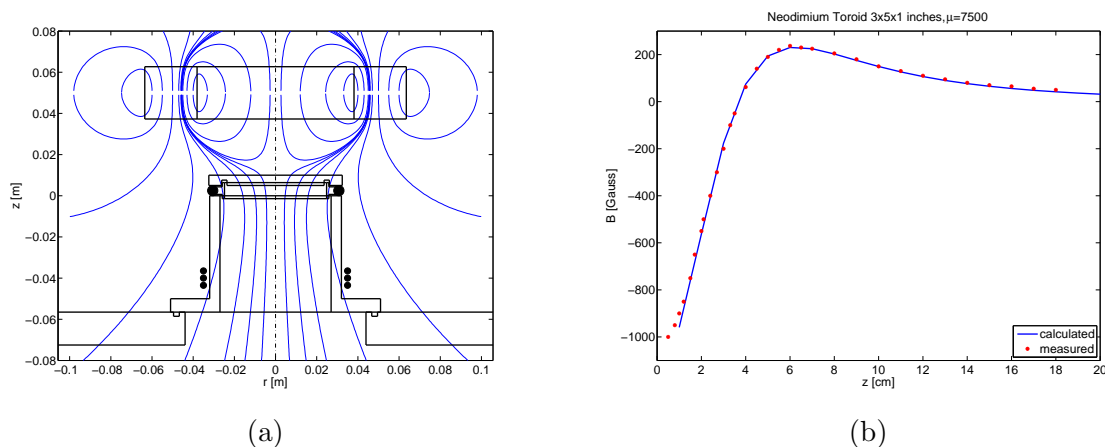 0.08
0.06
0.04
0.02
0
−0.02
−0.04
−0.06
−0.08
z [m]
−0.1 −0.08 −0.06 −0.04 −0.02 0 0.02 0.04 0.06 0.08 0.1
r [m]
(a)
Neodimium Toroid 3x5x1 inches,μ=7500
200
0
−200
−400
−600
−800
−1000
B [Gauss]
calculated
measured
0 2 4 6 8 10 12 14 16 18 20
z [cm]
(b)